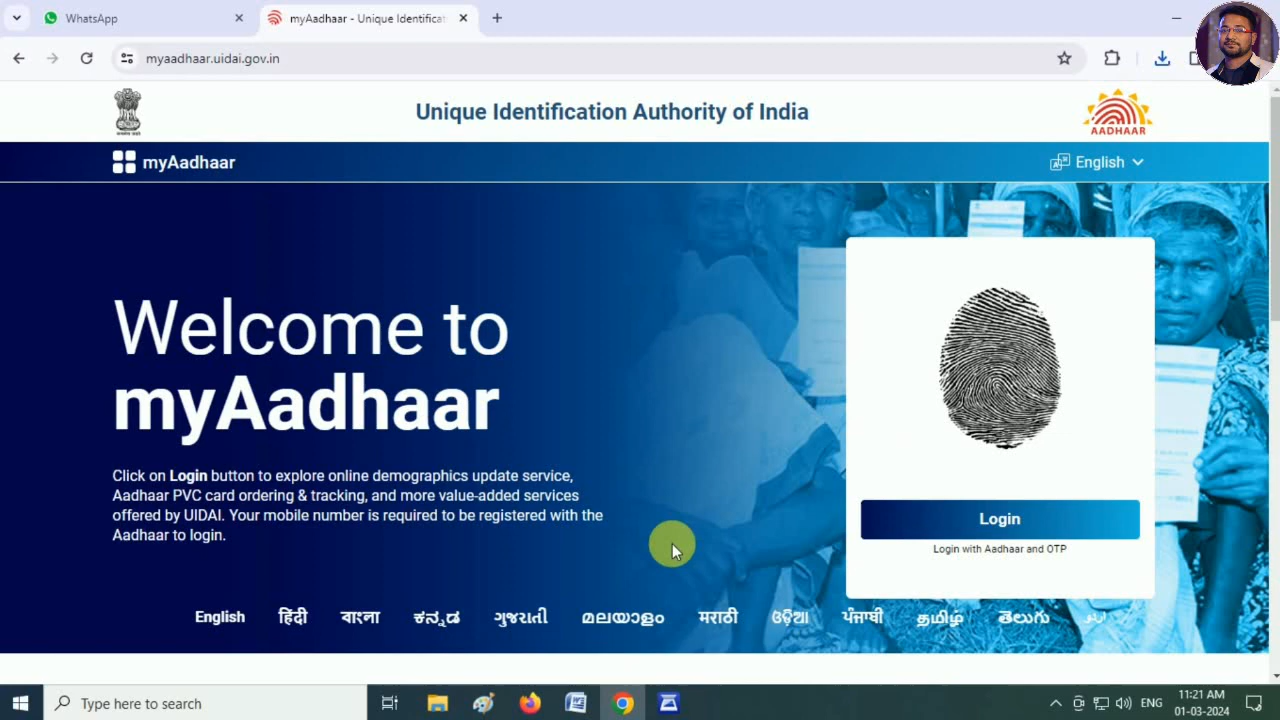 WhatsApp
myAadhaar - Unique Identificat
myaadhaar.uidai.gov.in
Unique Identification Authority of India
AADHAAR
myAadhaar
English
Welcome to
myAadhaar
Click on Login button to explore online demographics update service,
Aadhaar PVC card ordering & tracking, and more value-added services
offered by UIDAI. Your mobile number is required to be registered with the
Aadhaar to login.
Login
Login with Aadhaar and OTP
English हिंदी বাংলা ಕನ್ನಡ ગુજરાતી മലയാളം मराठी ଓଡ଼ିଆ ਪੰਜਾਬੀ தமிழ் తెలుగు اردو
Type here to search
ENG
11:21 AM
01-03-2024